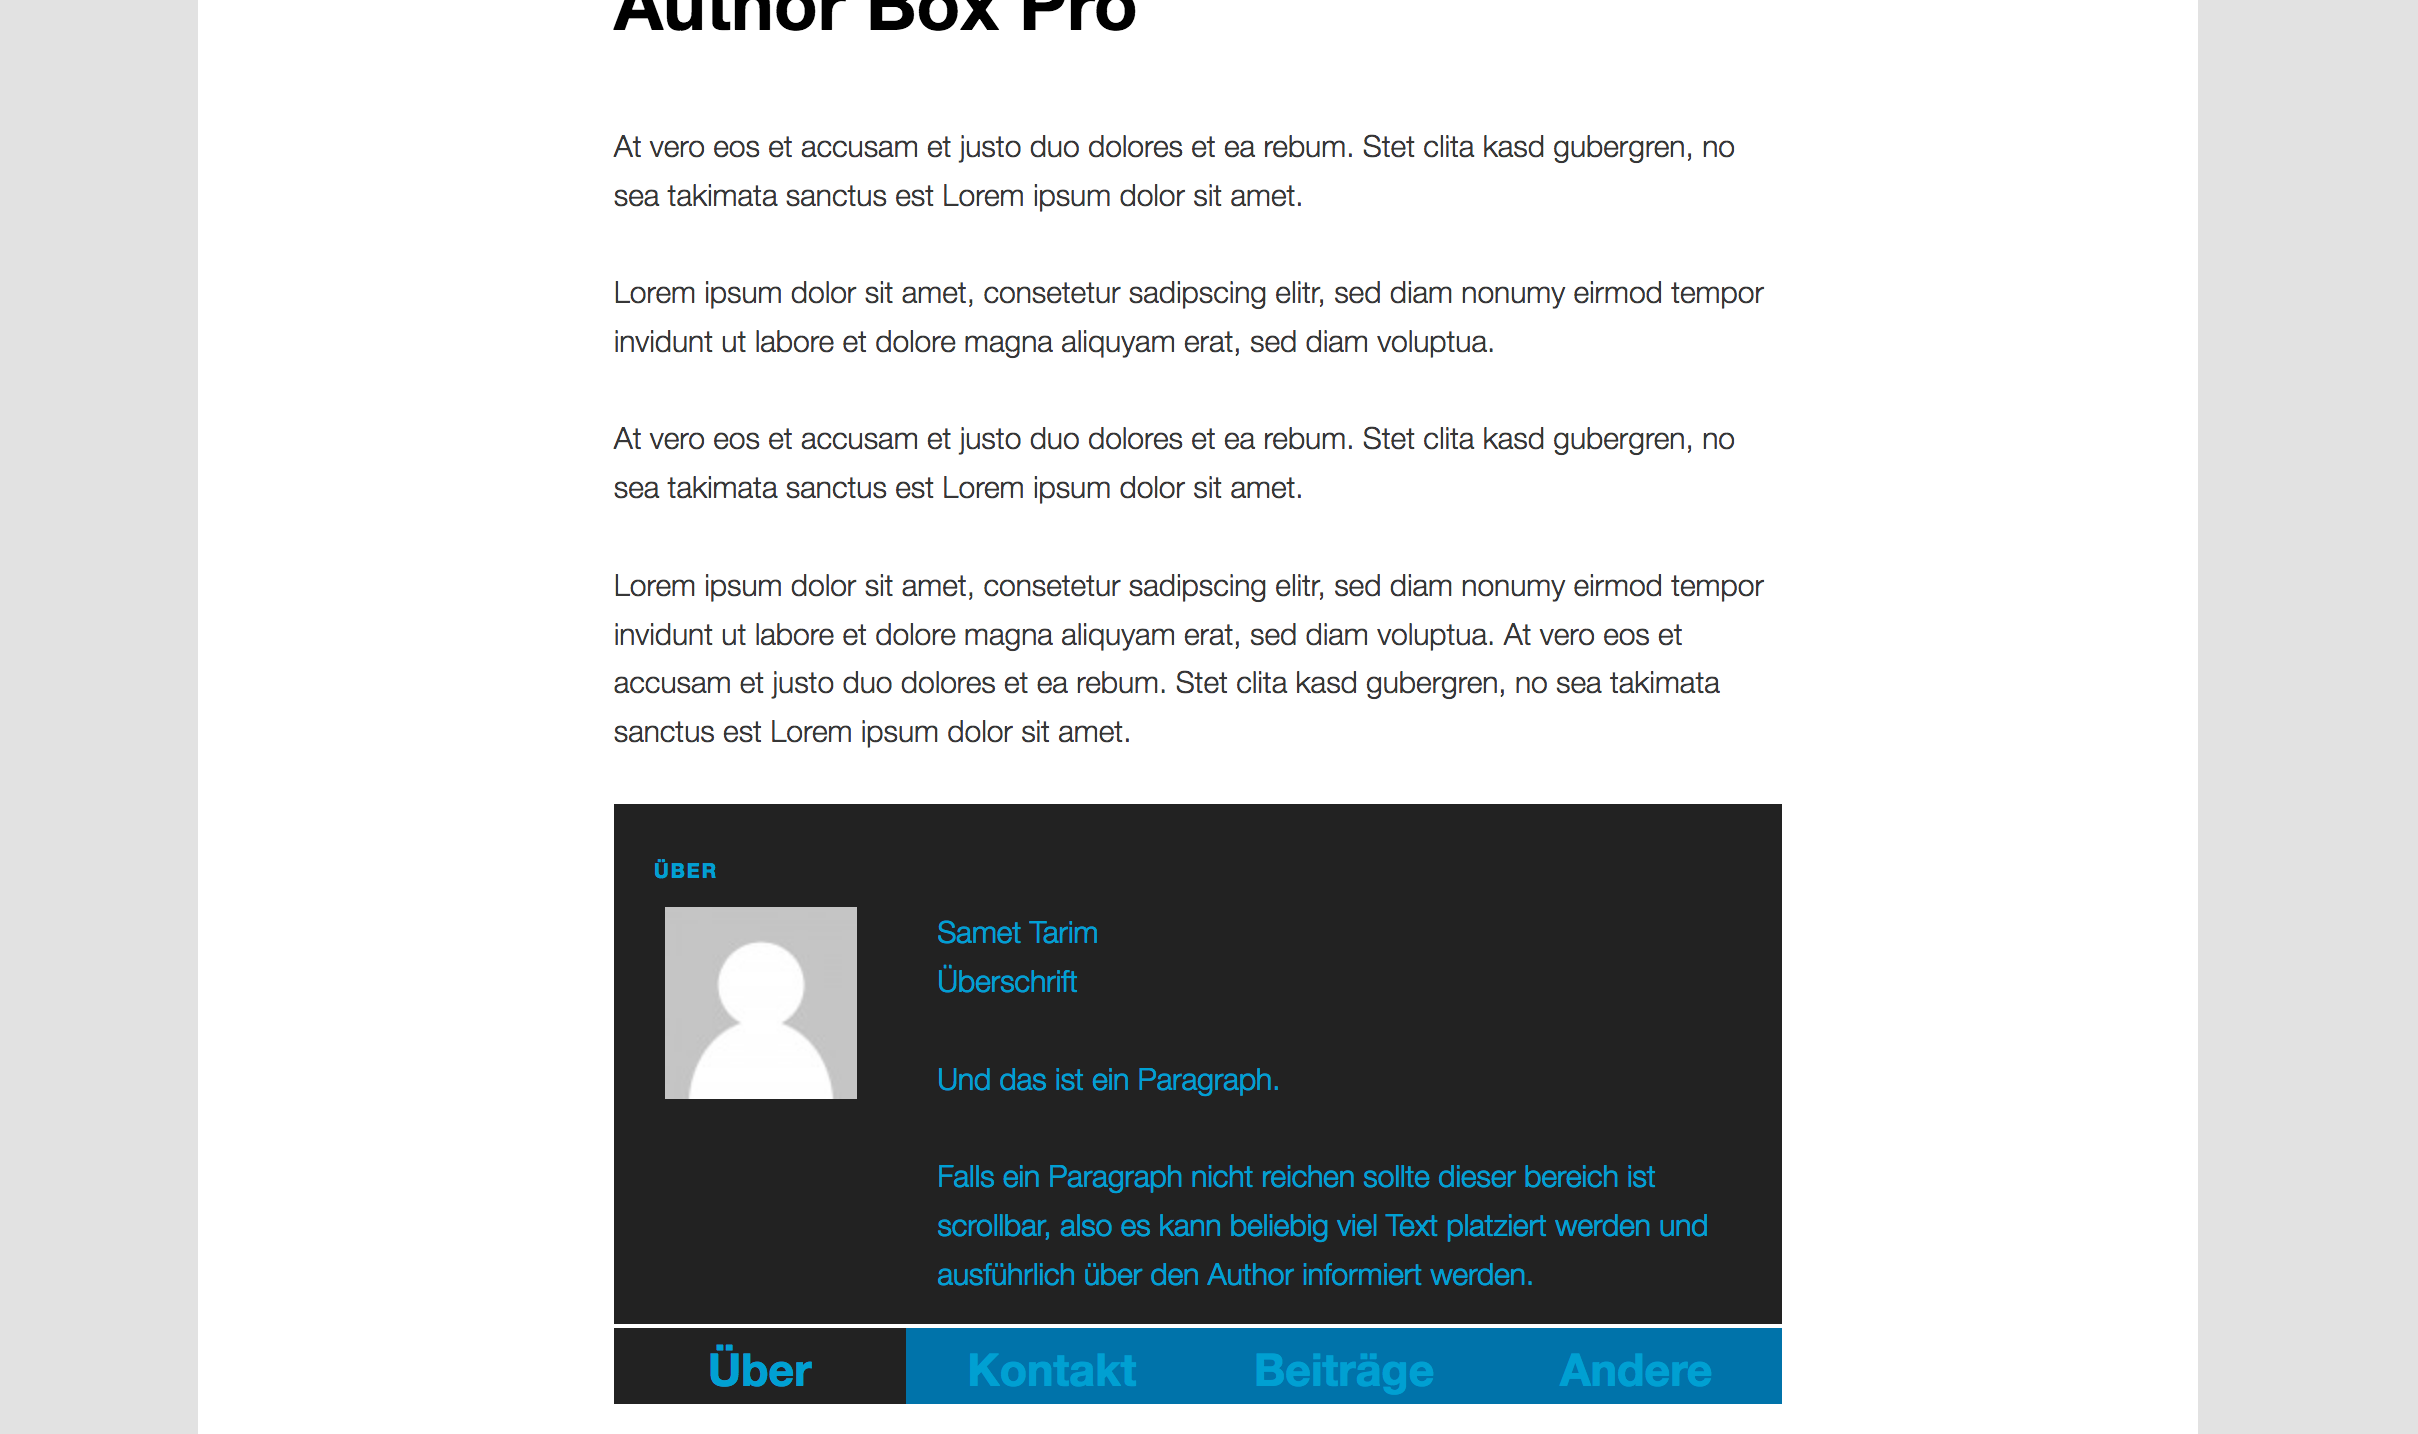 Author Box Pro
At vero eos et accusam et justo duo dolores et ea rebum. Stet clita kasd gubergren, no
sea takimata sanctus est Lorem ipsum dolor sit amet.
Lorem ipsum dolor sit amet, consetetur sadipscing elitr, sed diam nonumy eirmod tempor
invidunt ut labore et dolore magna aliquyam erat, sed diam voluptua.
At vero eos et accusam et justo duo dolores et ea rebum. Stet clita kasd gubergren, no
sea takimata sanctus est Lorem ipsum dolor sit amet.
Lorem ipsum dolor sit amet, consetetur sadipscing elitr, sed diam nonumy eirmod tempor
invidunt ut labore et dolore magna aliquyam erat, sed diam voluptua. At vero eos et
accusam et justo duo dolores et ea rebum. Stet clita kasd gubergren, no sea takimata
sanctus est Lorem ipsum dolor sit amet.
ÜBER
Samet Tarim
Überschrift
Und das ist ein Paragraph.
Falls ein Paragraph nicht reichen sollte dieser bereich ist
scrollbar, also es kann beliebig viel Text platziert werden und
ausführlich über den Author informiert werden.
Über Kontakt Beiträge Andere